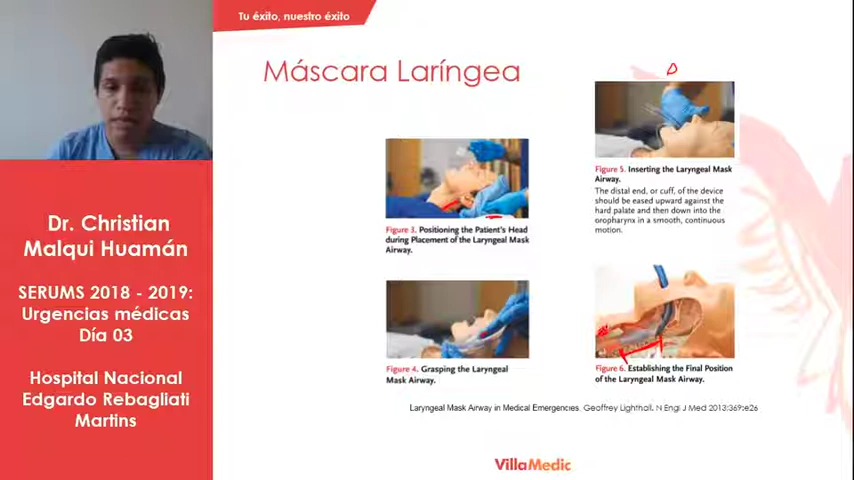 Tu éxito, nuestro éxito
Máscara Laríngea
Dr. Christian
Malqui Huamán
SERUMS 2018 - 2019:
Urgencias médicas
Día 03
Hospital Nacional
Edgardo Rebagliati
Martins
Figure 3. Positioning the Patient's Head
during Placement of the Laryngeal Mask
Airway.
Figure 4. Grasping the Laryngeal
Mask Airway.
Figure 5. Inserting the Laryngeal Mask
Airway.
The distal end, or cuff, of the device
should be eased upward against the
hard palate and then down into the
oropharynx in a smooth, continuous
motion.
Figure 6. Establishing the Final Position
of the Laryngeal Mask Airway.
Laryngeal Mask Airway in Medical Emergencies. Geoffrey Lighthall. N Engl J Med 2013;369:e26
VillaMedic